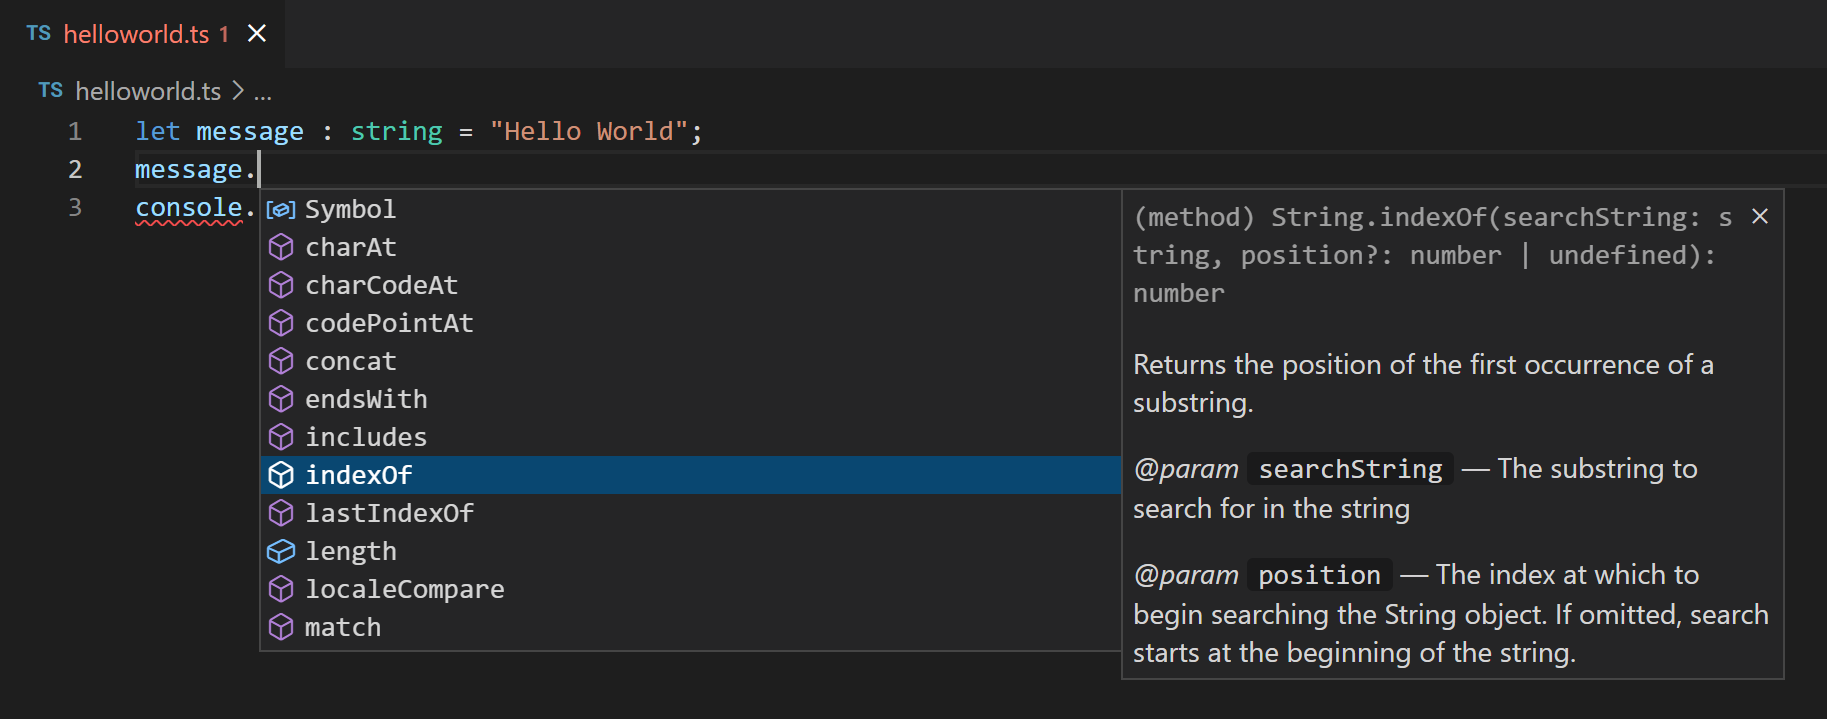 TS helloworld.ts 1
TS helloworld.ts > ...
1 let message : string = "Hello World";
2 message.
3 console.
Symbol
charAt
charCodeAt
codePointAt
concat
endsWith
includes
indexOf
lastIndexOf
length
localeCompare
match
(method) String.indexOf(searchString: s
tring, position?: number | undefined):
number
Returns the position of the first occurrence of a
substring.
@param searchString — The substring to
search for in the string
@param position — The index at which to
begin searching the String object. If omitted, search
starts at the beginning of the string.